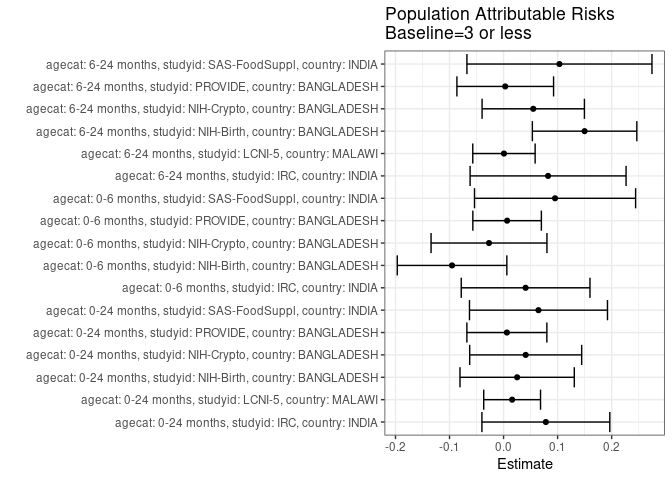 Population Attributable Risks
Baseline=3 or less
agecat: 6-24 months, studyid: SAS-FoodSuppl, country: INDIA
agecat: 6-24 months, studyid: PROVIDE, country: BANGLADESH
agecat: 6-24 months, studyid: NIH-Crypto, country: BANGLADESH
agecat: 6-24 months, studyid: NIH-Birth, country: BANGLADESH
agecat: 6-24 months, studyid: LCNI-5, country: MALAWI
agecat: 6-24 months, studyid: IRC, country: INDIA
agecat: 0-6 months, studyid: SAS-FoodSuppl, country: INDIA
agecat: 0-6 months, studyid: PROVIDE, country: BANGLADESH
agecat: 0-6 months, studyid: NIH-Crypto, country: BANGLADESH
agecat: 0-6 months, studyid: NIH-Birth, country: BANGLADESH
agecat: 0-6 months, studyid: IRC, country: INDIA
agecat: 0-24 months, studyid: SAS-FoodSuppl, country: INDIA
agecat: 0-24 months, studyid: PROVIDE, country: BANGLADESH
agecat: 0-24 months, studyid: NIH-Crypto, country: BANGLADESH
agecat: 0-24 months, studyid: NIH-Birth, country: BANGLADESH
agecat: 0-24 months, studyid: LCNI-5, country: MALAWI
agecat: 0-24 months, studyid: IRC, country: INDIA
-0.2 -0.1 0.0 0.1 0.2
Estimate